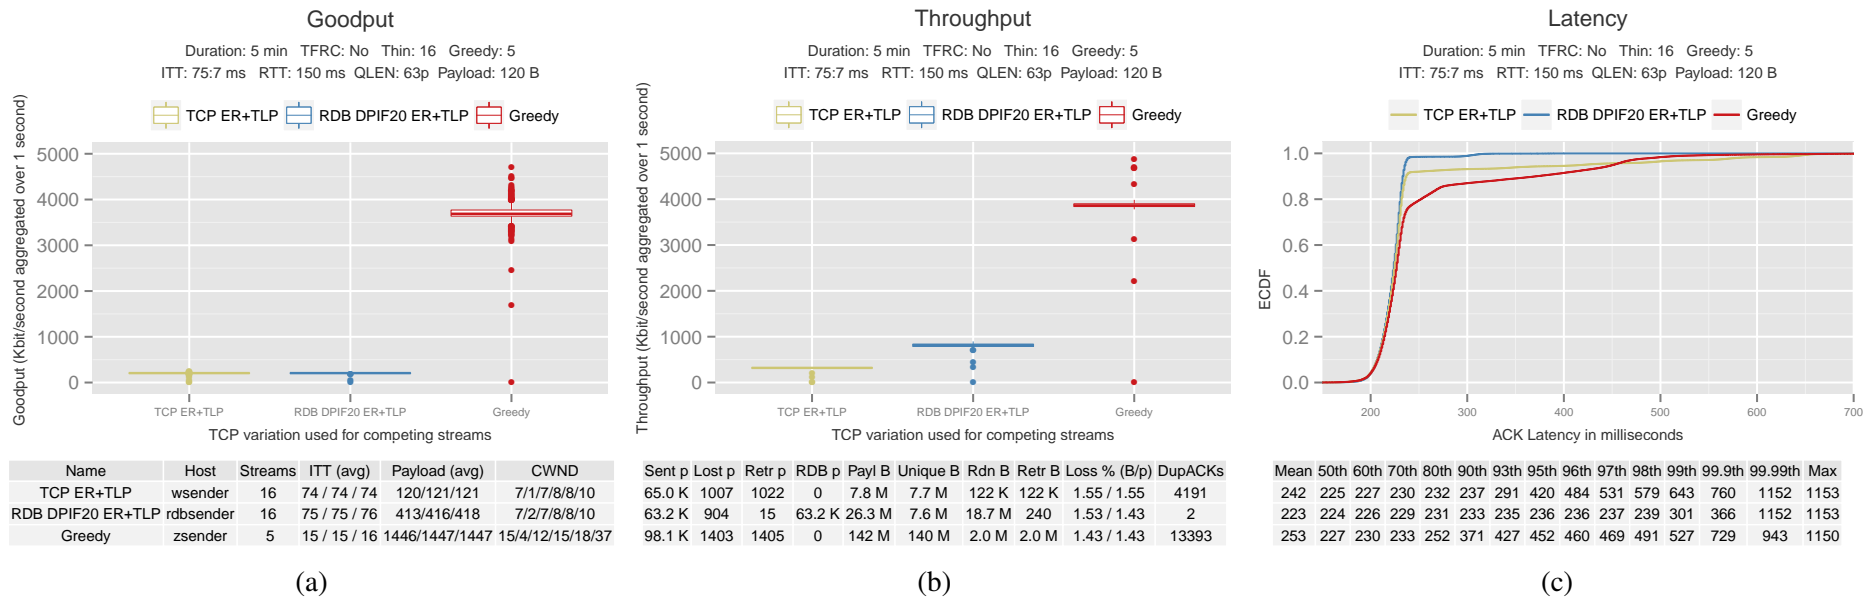 Goodput
Duration: 5 min TFRC: No Thin: 16 Greedy: 5
ITT: 75:7 ms RTT: 150 ms QLEN: 63p Payload: 120 B
TCP ER+TLP RDB DPIF20 ER+TLP Greedy
Goodput (Kbit/second aggregated over 1 second)
5000
4000
3000
2000
1000
0
TCP ER+TLP RDB DPIF20 ER+TLP Greedy
TCP variation used for competing streams
Name Host Streams ITT (avg) Payload (avg) CWND
TCP ER+TLP wsender 16 74 / 74 / 74 120/121/121 7/1/7/8/8/10
RDB DPIF20 ER+TLP rdbsender 16 75 / 75 / 76 413/416/418 7/2/7/8/8/10
Greedy zsender 5 15 / 15 / 16 1446/1447/1447 15/4/12/15/18/37
(a)
Throughput
Duration: 5 min TFRC: No Thin: 16 Greedy: 5
ITT: 75:7 ms RTT: 150 ms QLEN: 63p Payload: 120 B
TCP ER+TLP RDB DPIF20 ER+TLP Greedy
Throughput (Kbit/second aggregated over 1 second)
5000
4000
3000
2000
1000
0
TCP ER+TLP RDB DPIF20 ER+TLP Greedy
TCP variation used for competing streams
Sent p Lost p Retr p RDB p Payl B Unique B Rdn B Retr B Loss % (B/p) DupACKs
65.0 K 1007 1022 0 7.8 M 7.7 M 122 K 122 K 1.55 / 1.55 4191
63.2 K 904 15 63.2 K 26.3 M 7.6 M 18.7 M 240 1.53 / 1.43 2
98.1 K 1403 1405 0 142 M 140 M 2.0 M 2.0 M 1.43 / 1.43 13393
(b)
Latency
Duration: 5 min TFRC: No Thin: 16 Greedy: 5
ITT: 75:7 ms RTT: 150 ms QLEN: 63p Payload: 120 B
TCP ER+TLP RDB DPIF20 ER+TLP Greedy
ECDF
1.0
0.8
0.6
0.4
0.2
0.0
200 300 400 500 600 700
ACK Latency in milliseconds
Mean 50th 60th 70th 80th 90th 93th 95th 96th 97th 98th 99th 99.9th 99.99th Max
242 225 227 230 232 237 291 420 484 531 579 643 760 1152 1153
223 224 226 229 231 233 235 236 236 237 239 301 366 1152 1153
253 227 230 233 252 371 427 452 460 469 491 527 729 943 1150
(c)